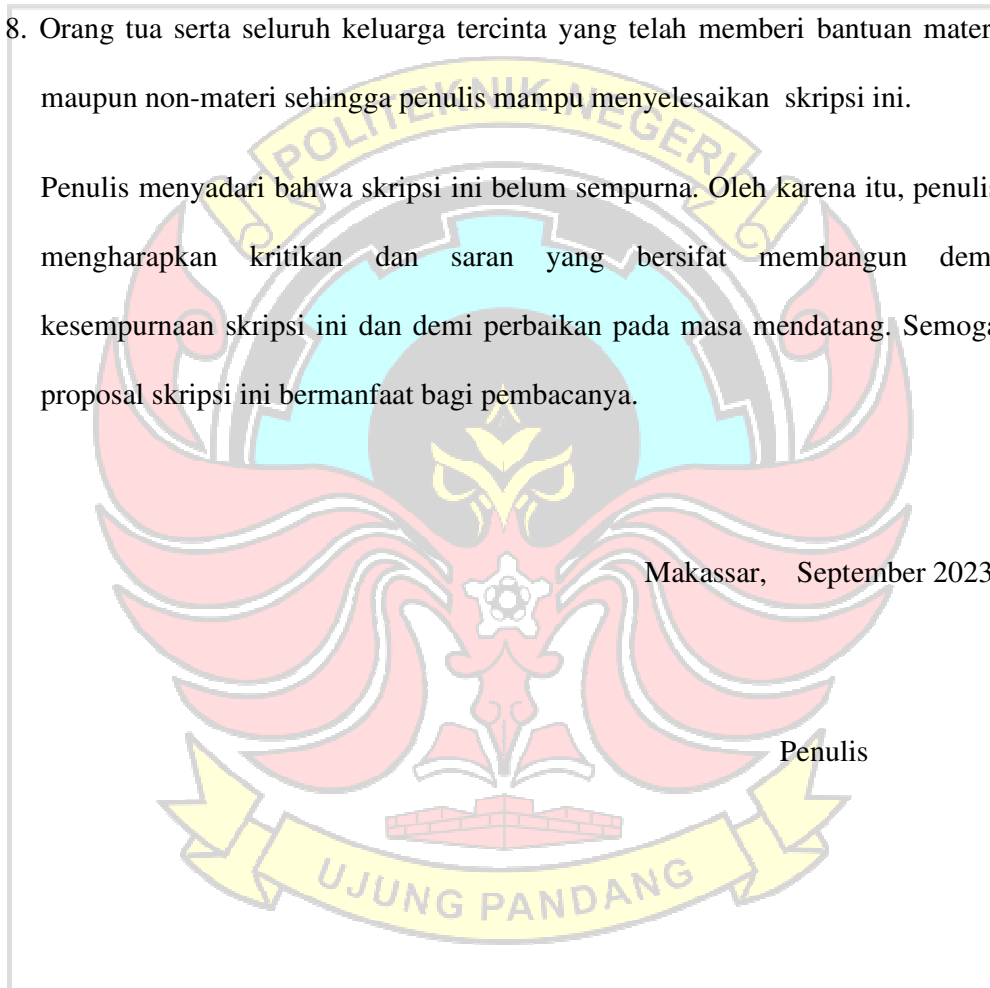 8. Orang tua serta seluruh keluarga tercinta yang telah memberi bantuan mater
maupun non-materi sehingga penulis mampu menyelesaikan skripsi ini.
Penulis menyadari bahwa skripsi ini belum sempurna. Oleh karena itu, penulis
mengharapkan kritikan dan saran yang bersifat membangun dem
kesempurnaan skripsi ini dan demi perbaikan pada masa mendatang. Semoga
proposal skripsi ini bermanfaat bagi pembacanya.
Makassar, September 2023
Penulis
POLITEKNIK NEGERI
UJUNG PANDANG